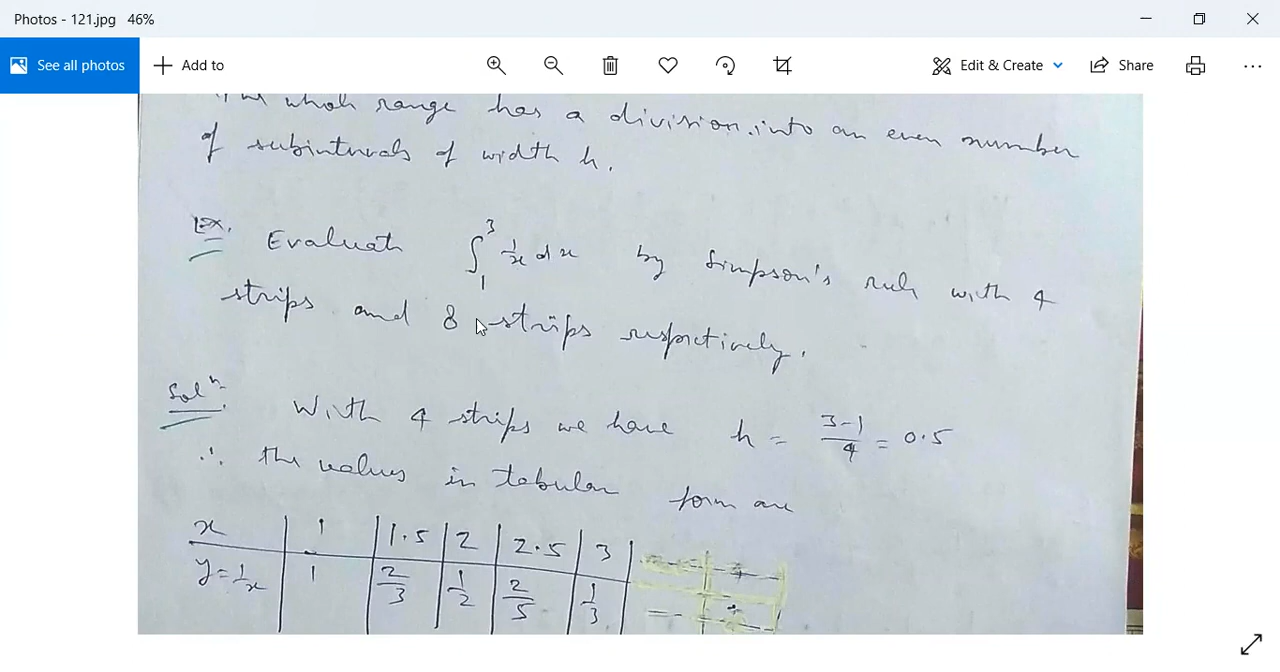 Photos - 121.jpg 46%
See all photos
Add to
Edit & Create
Share
whole range has a division into an even number
of subintervals of width h.
Ex. Evaluate ∫₁³ 1/x dx by Simpson's rule with 4
strips and 8 strips respectively.
Solⁿ. With 4 strips we have h = (3-1)/4 = 0.5
∴ the values in tabular form are
x | 1 | 1.5 | 2 | 2.5 | 3
y = 1/x | 1 | 2/3 | 1/2 | 2/5 | 1/3